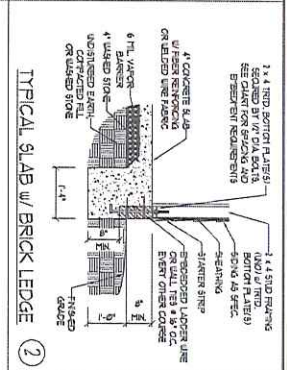 2 x 4 TRTD. BOTTOM PLATE(S)
SECURED BY 1/2" DIA. BOLTS.
SEE CHART FOR SPACING AND
EMBEDMENT REQUIREMENTS
4" CONCRETE SLAB
W/ FIBER REINFORCING
OR WELDED WIRE FABRIC
6 MIL. VAPOR
BARRIER
4" WASHED STONE
UNDISTURBED EARTH,
COMPACTED FILL
OR WASHED STONE
2 x 4 STUD FRAMING
(UNO) w/ TRTD.
BOTTOM PLATE(S)
SIDING AS SPEC.
SHEATHING
STARTER STRIP
EMBEDDED LADDER WIRE
OR WALL TIES @ 16" O.C.
EVERY OTHER COURSE
FINISHED
GRADE
8"
MIN.
MIN.
1'-0"
1'-4"
TYPICAL SLAB w/ BRICK LEDGE 2